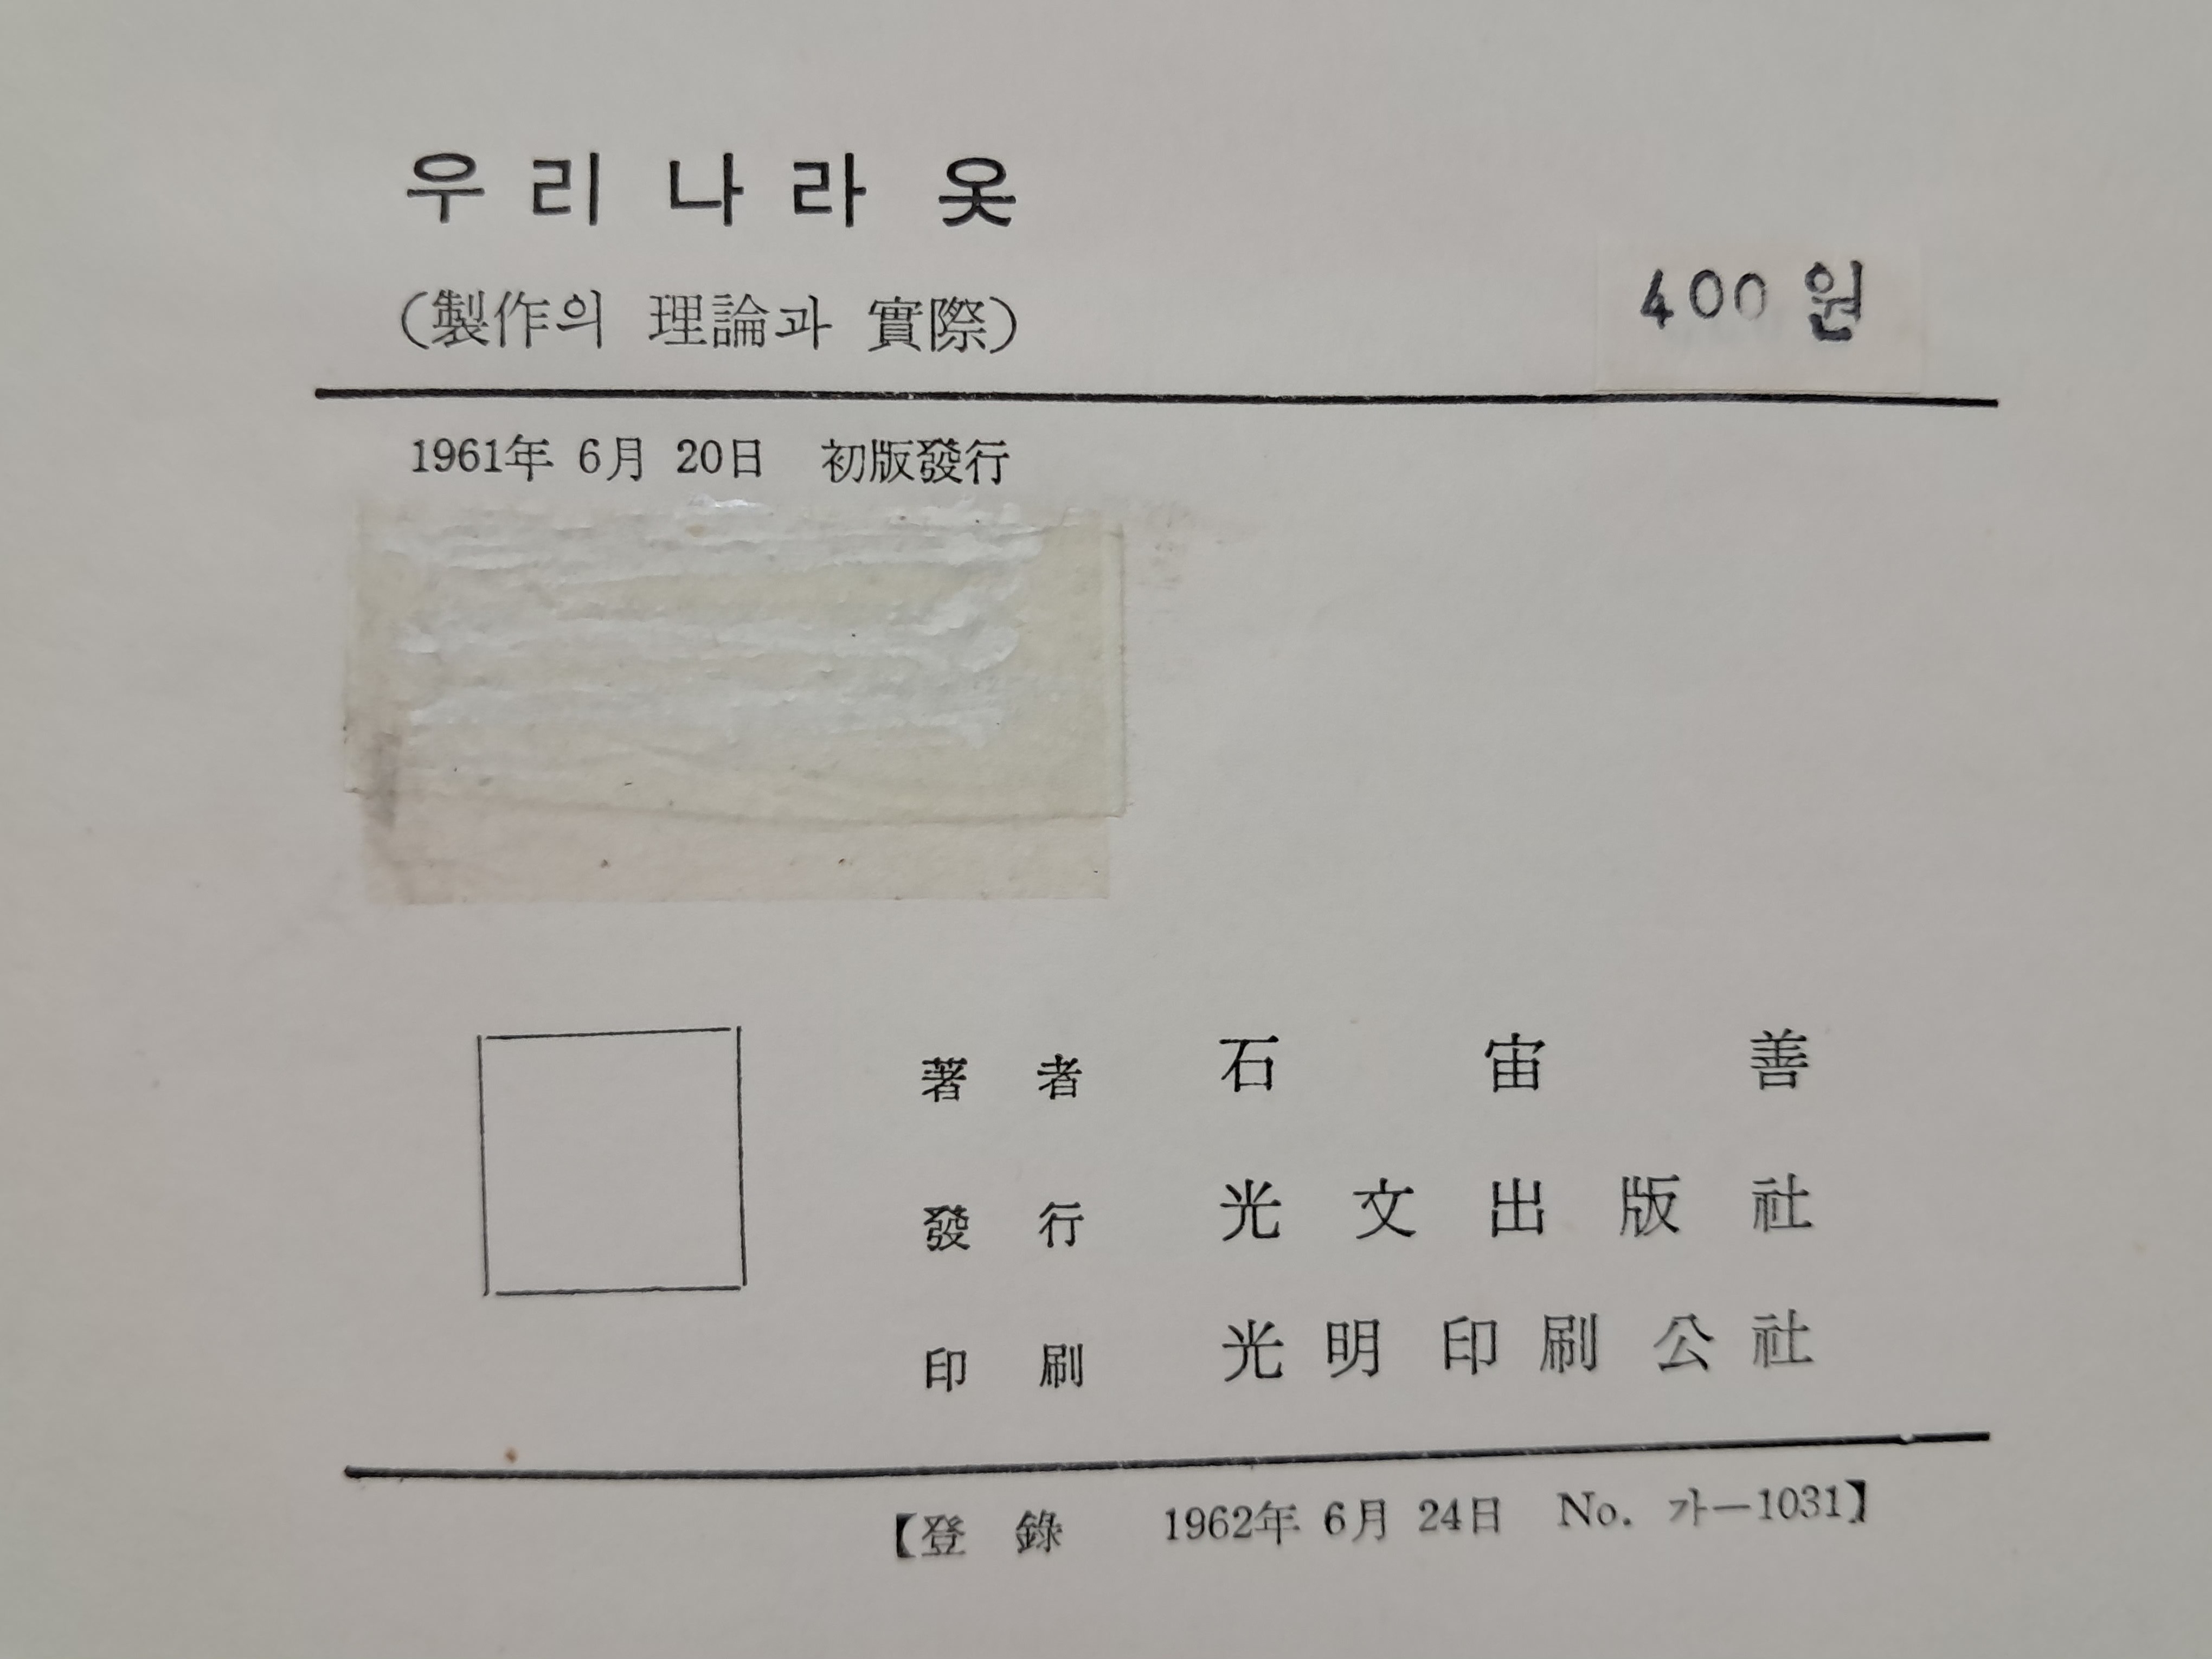 우리나라 옷
(製作의 理論과 實際)
400원
1961年 6月 20日 初版發行
著者 石宙善
發行 光文出版社
印刷 光明印刷公社
【登錄 1962年 6月 24日 No. 가—1031】